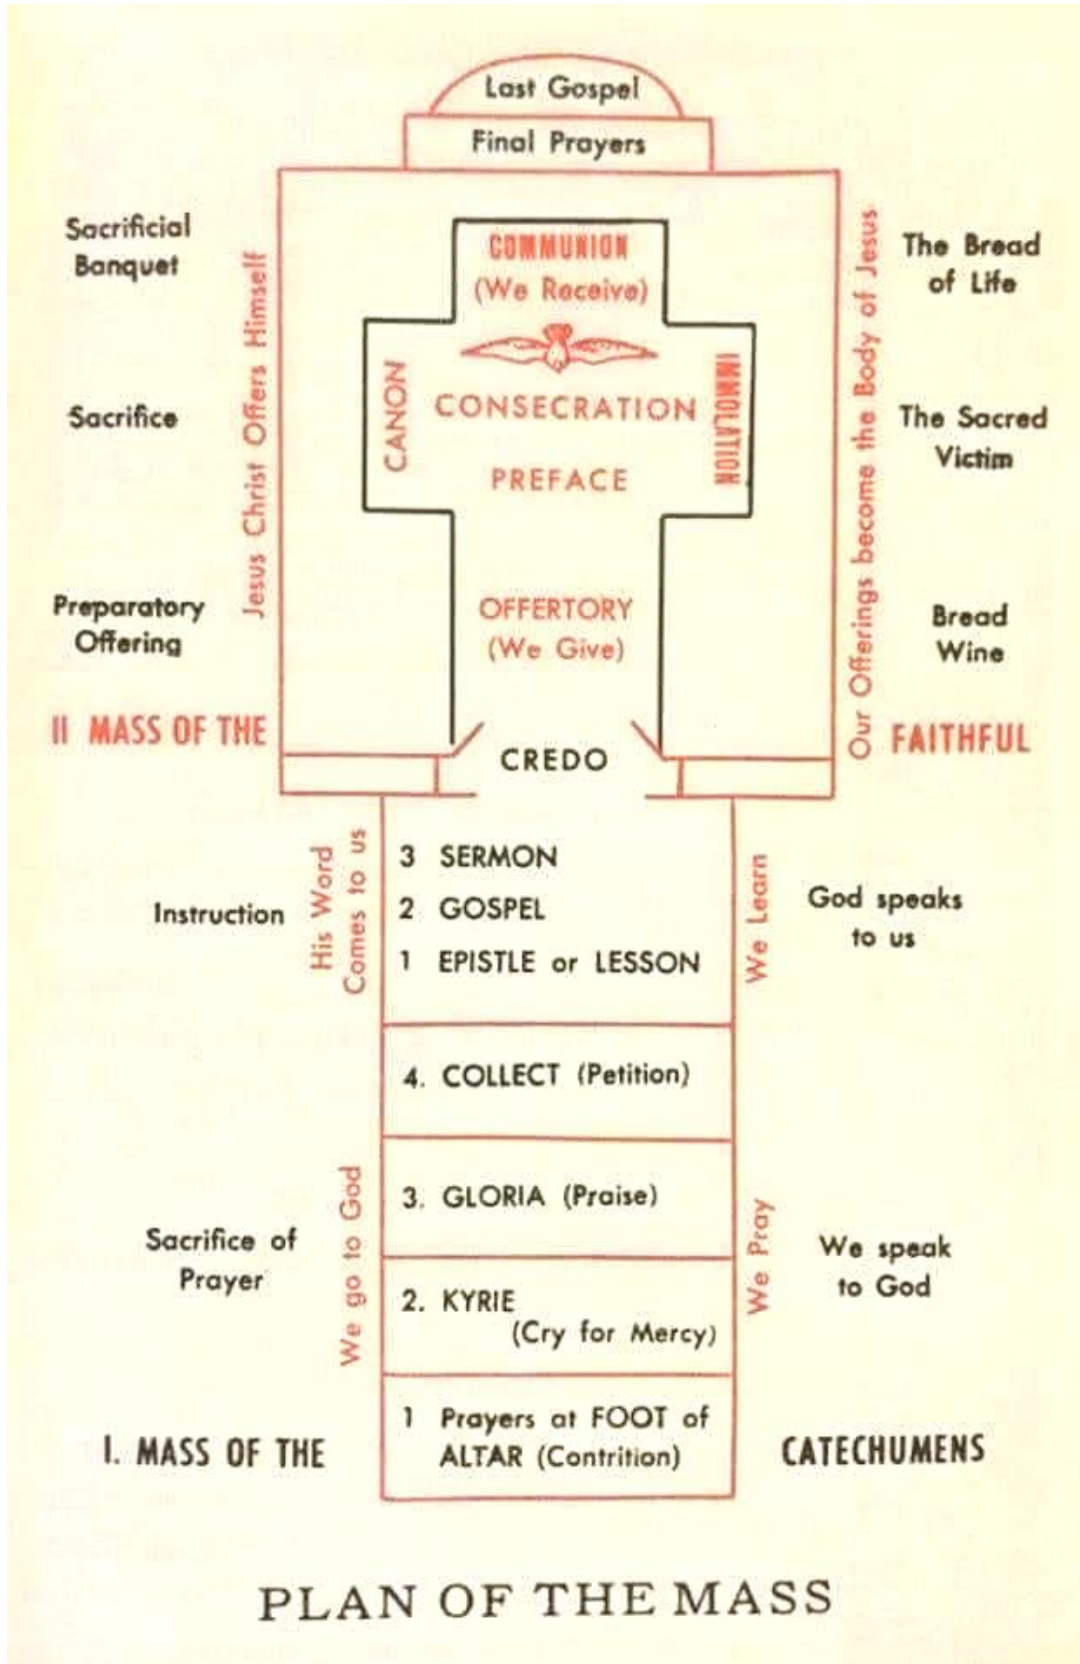 Last Gospel
Final Prayers
Sacrificial
Banquet
Jesus Christ Offers Himself
COMMUNION
(We Receive)
Our Offerings become the Body of Jesus
The Bread
of Life
Sacrifice
CANON
CONSECRATION
IMMOLATION
PREFACE
The Sacred
Victim
Preparatory
Offering
OFFERTORY
(We Give)
Bread
Wine
II MASS OF THE
FAITHFUL
CREDO
Instruction
His Word
Comes to us
3 SERMON
2 GOSPEL
1 EPISTLE or LESSON
We Learn
God speaks
to us
4. COLLECT (Petition)
Sacrifice of
Prayer
We go to God
3. GLORIA (Praise)
2. KYRIE
(Cry for Mercy)
We Pray
We speak
to God
I. MASS OF THE
1 Prayers at FOOT of
ALTAR (Contrition)
CATECHUMENS
PLAN OF THE MASS